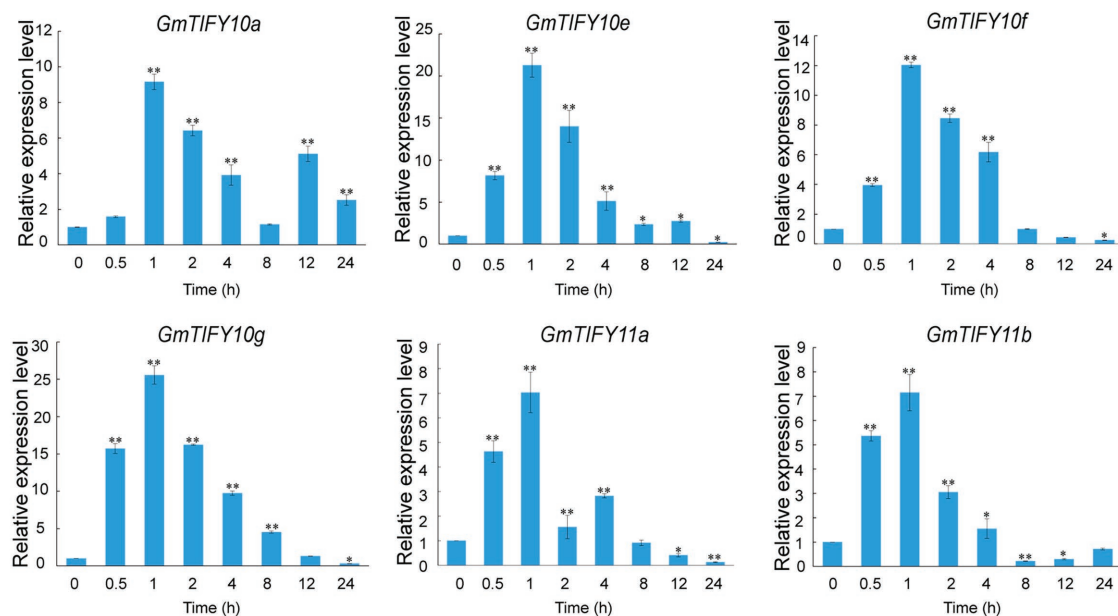 GmTIFY10a
Relative expression level
12
10
8
6
4
2
0
** ** ** ** **
0 0.5 1 2 4 8 12 24
Time (h)
GmTIFY10e
Relative expression level
25
20
15
10
5
0
** ** ** ** * * *
0 0.5 1 2 4 8 12 24
Time (h)
GmTIFY10f
Relative expression level
14
12
10
8
6
4
2
0
** ** ** ** *
0 0.5 1 2 4 8 12 24
Time (h)
GmTIFY10g
Relative expression level
30
25
20
15
10
5
0
** ** ** ** ** *
0 0.5 1 2 4 8 12 24
Time (h)
GmTIFY11a
Relative expression level
9
8
7
6
5
4
3
2
1
0
** ** ** ** * **
0 0.5 1 2 4 8 12 24
Time (h)
GmTIFY11b
Relative expression level
9
8
7
6
5
4
3
2
1
0
** ** ** * ** *
0 0.5 1 2 4 8 12 24
Time (h)